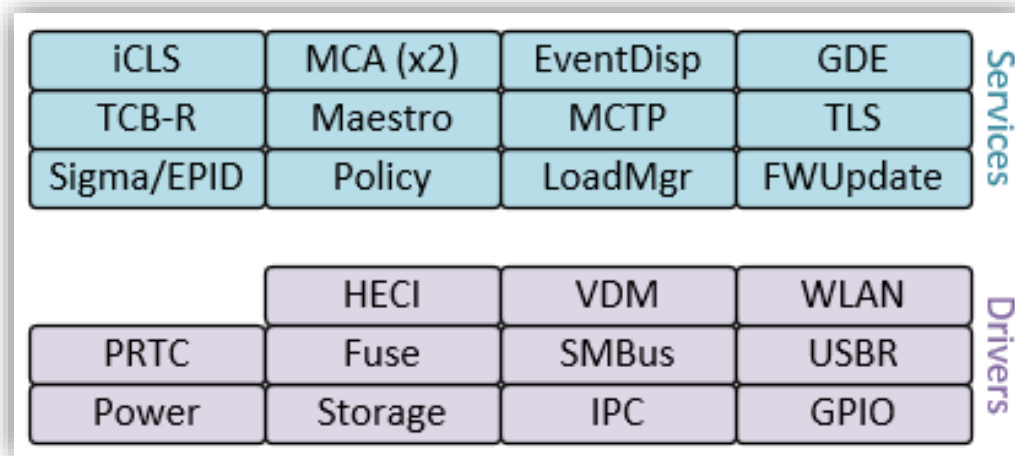 iCLS MCA (x2) EventDisp GDE
TCB-R Maestro MCTP TLS
Sigma/EPID Policy LoadMgr FWUpdate
Services
HECI VDM WLAN
PRTC Fuse SMBus USBR
Power Storage IPC GPIO
Drivers